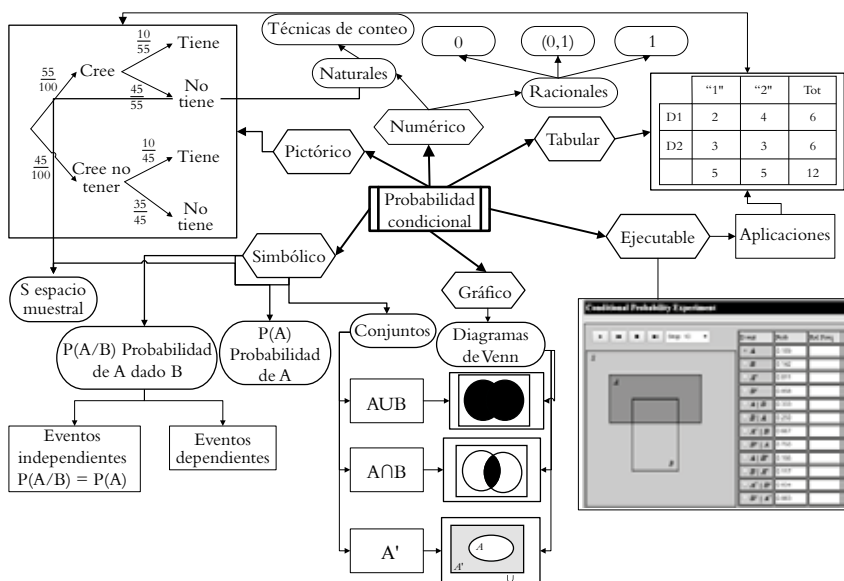 Técnicas de conteo
0
(0,1)
1
Naturales
Racionales
Numérico
Pictórico
Tabular
10
55
Tiene
55
100
Cree
45
55
No
tiene
45
100
Cree no
tener
10
45
Tiene
35
45
No
tiene
“1"
“2"
Tot
D1
2
4
6
D2
3
3
6
5
5
12
Probabilidad
condicional
Simbólico
Gráfico
Ejecutable
Aplicaciones
S espacio
muestral
P(A/B) Probabilidad
de A dado B
P(A)
Probabilidad
de A
Conjuntos
Diagramas
de Venn
Eventos
independientes
P(A/B) = P(A)
Eventos
dependientes
AUB
A∩B
A'
A
A'
U
Conditional Probability Experiment
A
B